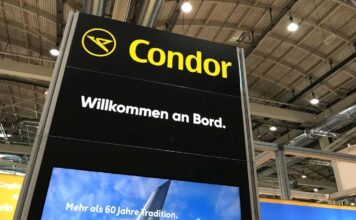 Condor
Willkommen an Bord.
Mehr als 60 Jahre Tradition.